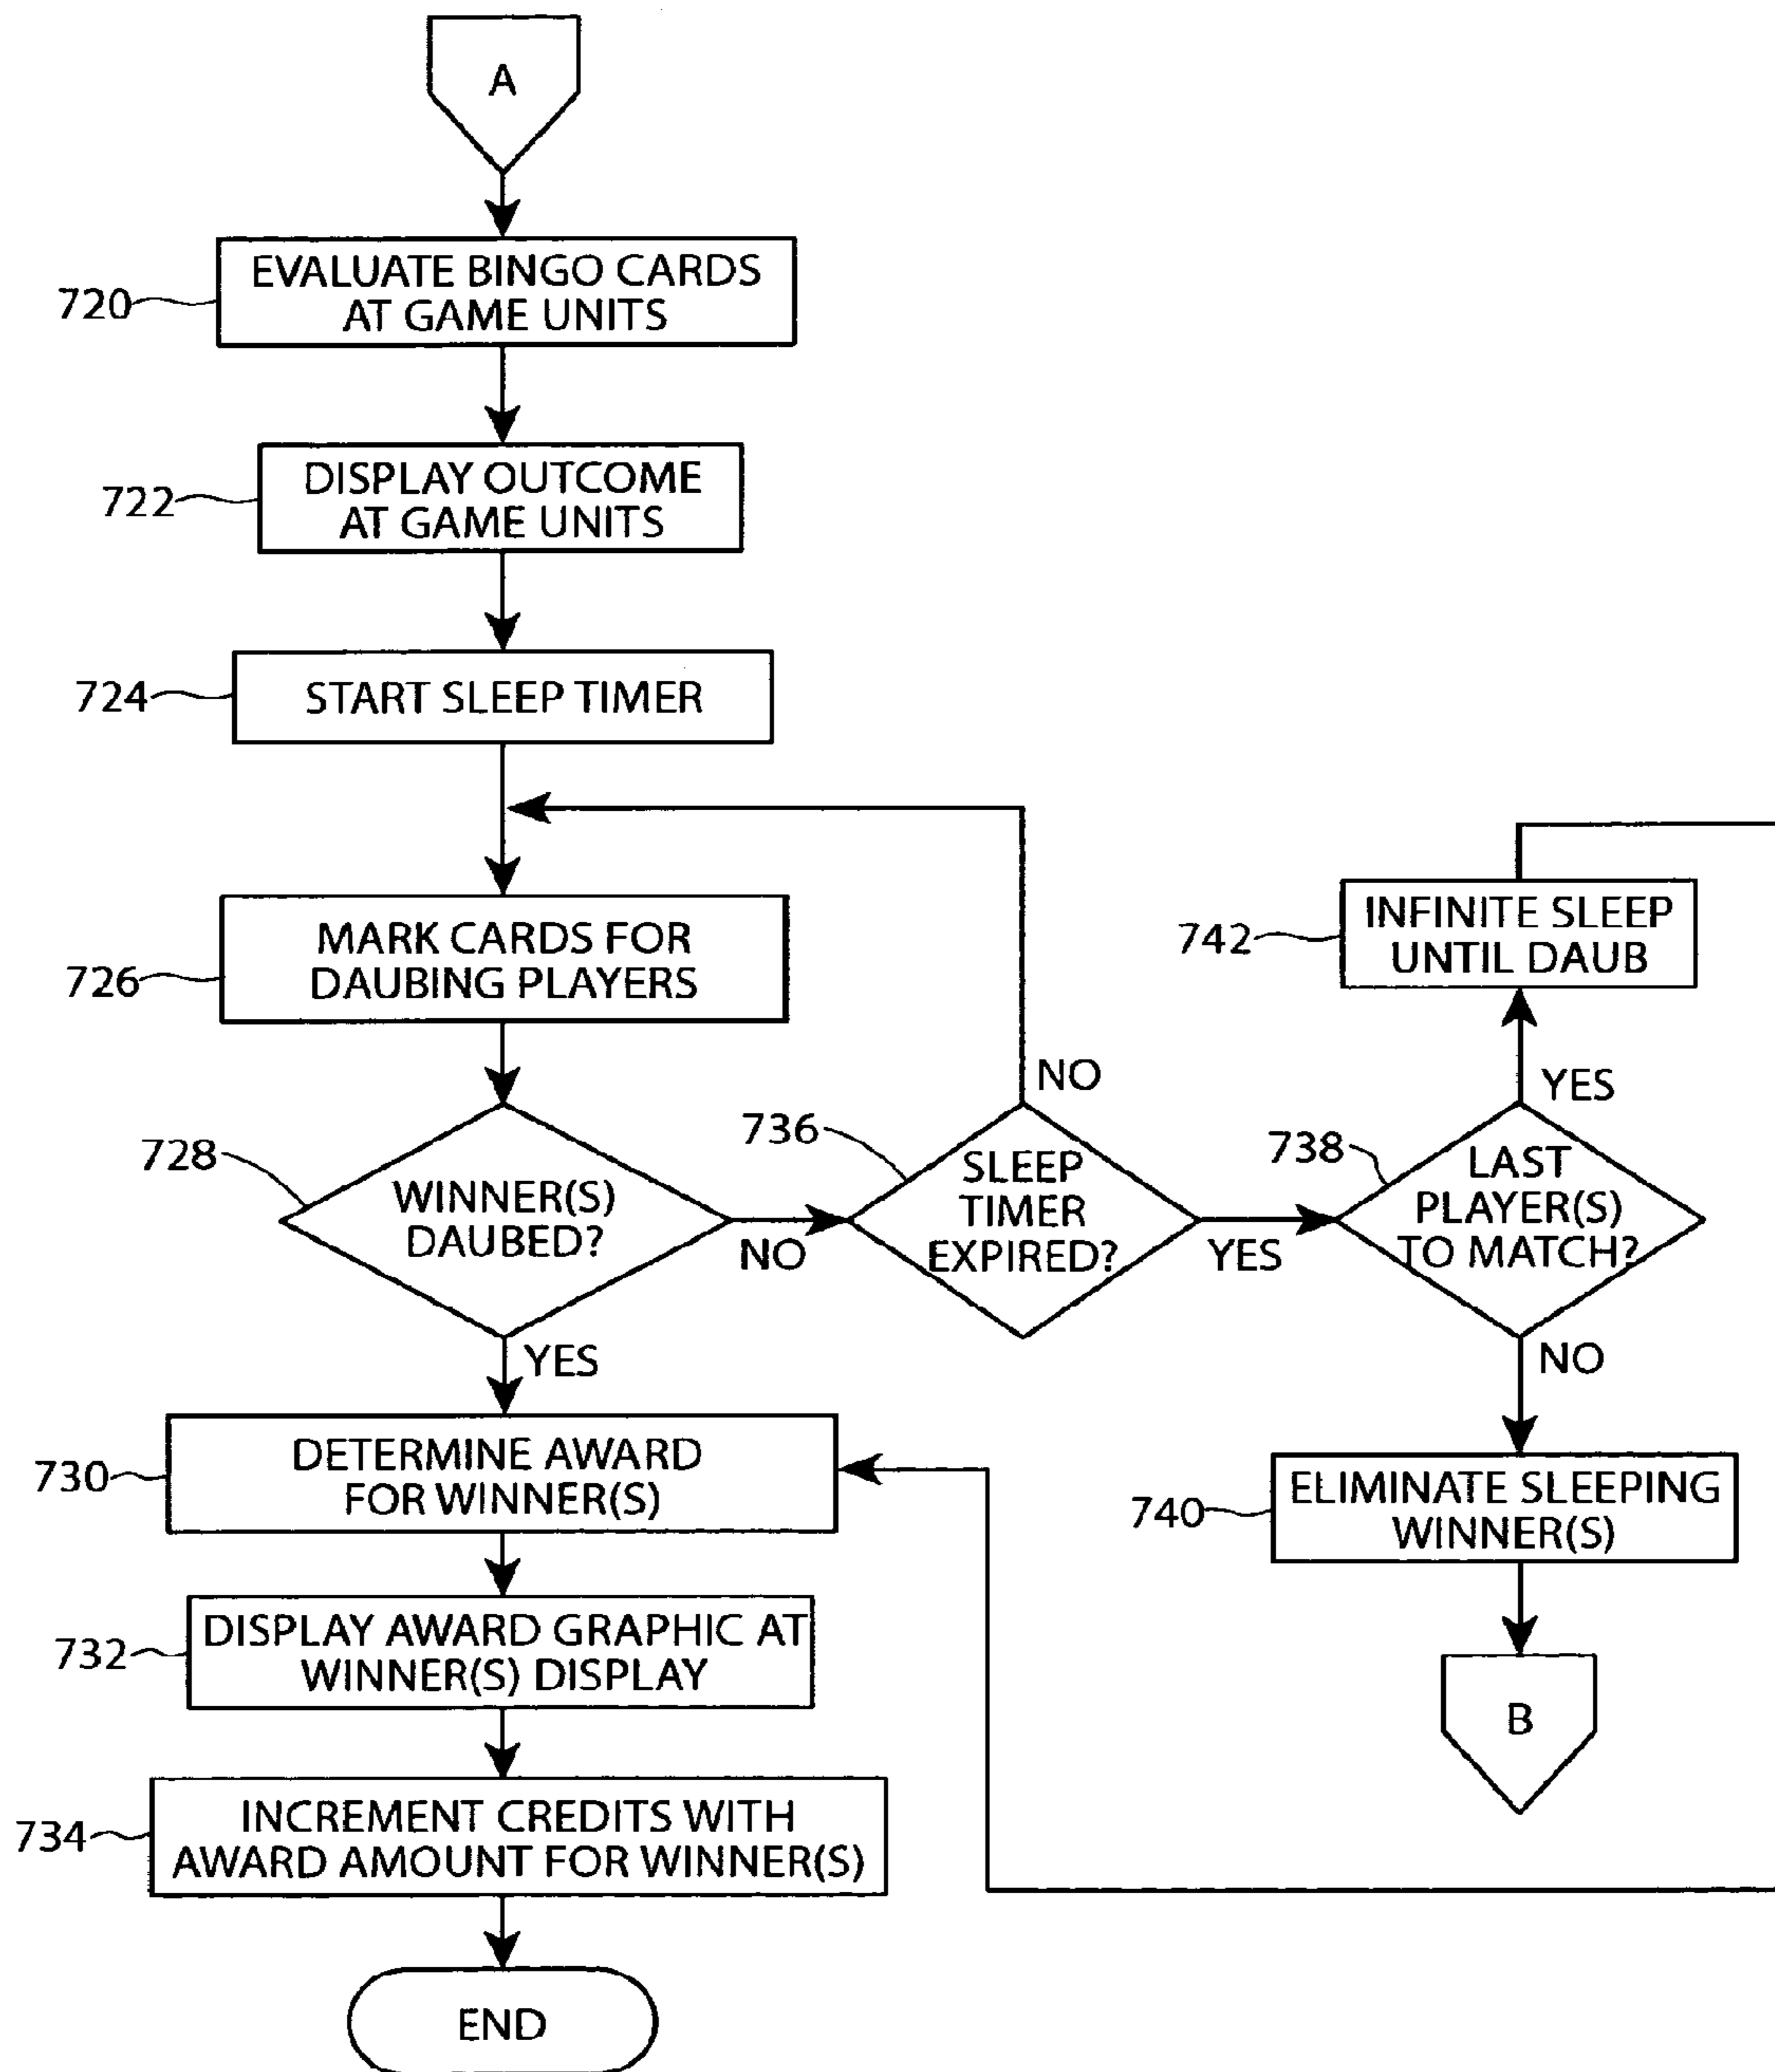 A
720
EVALUATE BINGO CARDS
AT GAME UNITS
722
DISPLAY OUTCOME
AT GAME UNITS
724
START SLEEP TIMER
726
MARK CARDS FOR
DAUBING PLAYERS
728
WINNER(S)
DAUBED?
NO
YES
736
SLEEP
TIMER
EXPIRED?
NO
YES
738
LAST
PLAYER(S)
TO MATCH?
YES
NO
742
INFINITE SLEEP
UNTIL DAUB
740
ELIMINATE SLEEPING
WINNER(S)
B
730
DETERMINE AWARD
FOR WINNER(S)
732
DISPLAY AWARD GRAPHIC AT
WINNER(S) DISPLAY
734
INCREMENT CREDITS WITH
AWARD AMOUNT FOR WINNER(S)
END